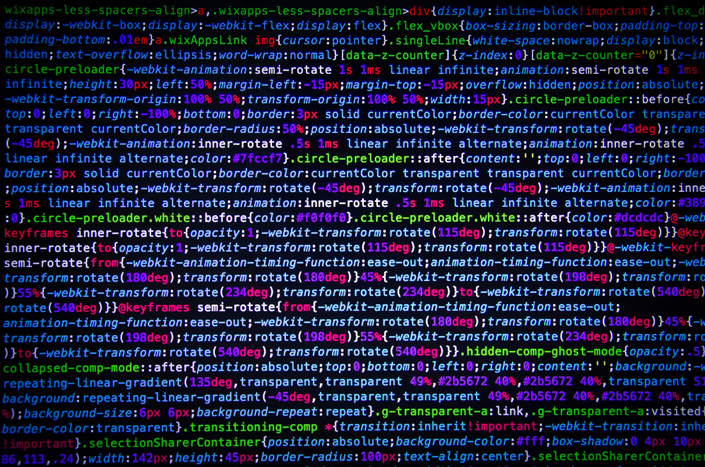 wixapps-less-spacers-align>a,.wixapps-less-spacers-align>div{display:inline-block!important}.flex_d
display:-webkit-box;display:-webkit-flex;display:flex}.flex_vbox{box-sizing:border-box;padding-top:
padding-bottom:.01em}a.wixAppsLink img{cursor:pointer}.singleLine{white-space:nowrap;display:block;
hidden;text-overflow:ellipsis;word-wrap:normal}[data-z-counter]{z-index:0}[data-z-counter="0"]{z-in
circle-preloader{-webkit-animation:semi-rotate 1s 1ms linear infinite;animation:semi-rotate 1s 1ms
infinite;height:30px;left:50%;margin-left:-15px;margin-top:-15px;overflow:hidden;position:absolute;
-webkit-transform-origin:100% 50%;transform-origin:100% 50%;width:15px}.circle-preloader::before{co
top:0;left:0;right:-100%;bottom:0;border:3px solid currentColor;border-color:currentColor transpare
transparent currentColor;border-radius:50%;position:absolute;-webkit-transform:rotate(-45deg);trans
(-45deg);-webkit-animation:inner-rotate .5s 1ms linear infinite alternate;animation:inner-rotate .5
linear infinite alternate;color:#7fccf7}.circle-preloader::after{content:'';top:0;left:0;right:-100
border:3px solid currentColor;border-color:currentColor transparent transparent currentColor;border
;position:absolute;-webkit-transform:rotate(-45deg);transform:rotate(-45deg);-webkit-animation:inne
s 1ms linear infinite alternate;animation:inner-rotate .5s 1ms linear infinite alternate;color:#389
:0}.circle-preloader.white::before{color:#f0f0f0}.circle-preloader.white::after{color:#dcdcdc}@-web
keyframes inner-rotate{to{opacity:1;-webkit-transform:rotate(115deg);transform:rotate(115deg)}}@key
inner-rotate{to{opacity:1;-webkit-transform:rotate(115deg);transform:rotate(115deg)}}@-webkit-keyfr
semi-rotate{from{-webkit-animation-timing-function:ease-out;animation-timing-function:ease-out;-web
transform:rotate(180deg);transform:rotate(180deg)}45%{-webkit-transform:rotate(198deg);transform:ro
)}55%{-webkit-transform:rotate(234deg);transform:rotate(234deg)}to{-webkit-transform:rotate(540deg)
rotate(540deg)}}@keyframes semi-rotate{from{-webkit-animation-timing-function:ease-out;
animation-timing-function:ease-out;-webkit-transform:rotate(180deg);transform:rotate(180deg)}45%{-w
transform:rotate(198deg);transform:rotate(198deg)}55%{-webkit-transform:rotate(234deg);transform:ro
)}to{-webkit-transform:rotate(540deg);transform:rotate(540deg)}}.hidden-comp-ghost-mode{opacity:.5}
collapsed-comp-mode::after{position:absolute;top:0;bottom:0;left:0;right:0;content:'';background:-w
repeating-linear-gradient(135deg,transparent,transparent 49%,#2b5672 40%,#2b5672 40%,transparent 51
background:repeating-linear-gradient(-45deg,transparent,transparent 49%,#2b5672 40%,#2b5672 40%,tran
%);background-size:6px 6px;background-repeat:repeat}.g-transparent-a:link,.g-transparent-a:visited{
border-color:transparent}.transitioning-comp *{transition:inherit!important;-webkit-transition:inher
!important}.selectionSharerContainer{position:absolute;background-color:#fff;box-shadow:0 4px 10px
86,113,.24);width:142px;height:45px;border-radius:100px;text-align:center}.selectionSharerContainer